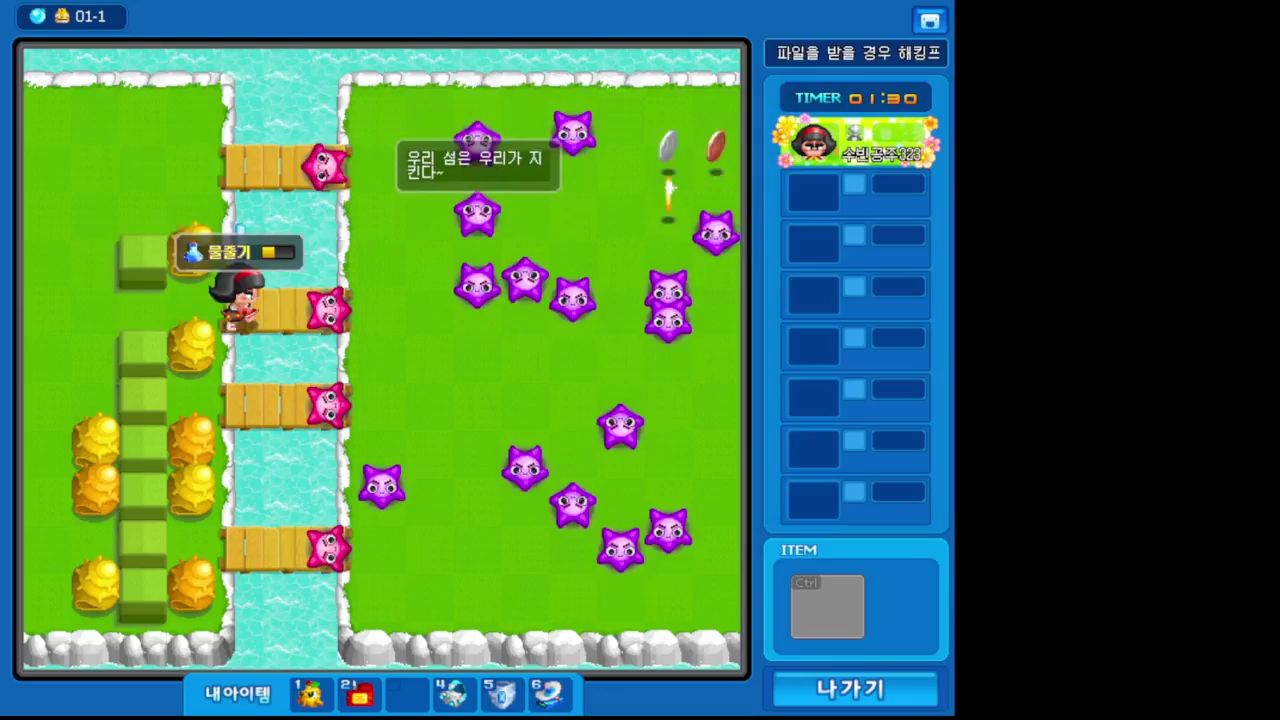 01-1
파일을 받을 경우 해킹프
TIMER 01:30
수빈공주023
우리 섬은 우리가 지
킨다~
물줄기
ITEM
Ctrl
내아이템
1
2
4
5
6
나가기